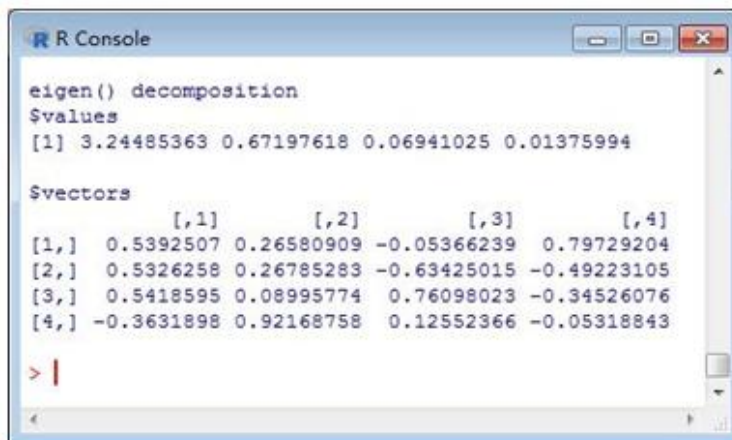 R R Console
eigen() decomposition
$values
[1] 3.24485363 0.67197618 0.06941025 0.01375994
$vectors
[,1] [,2] [,3] [,4]
[1,] 0.5392507 0.26580909 -0.05366239 0.79729204
[2,] 0.5326258 0.26785283 -0.63425015 -0.49223105
[3,] 0.5418595 0.08995774 0.76098023 -0.34526076
[4,] -0.3631898 0.92168758 0.12552366 -0.05318843
>